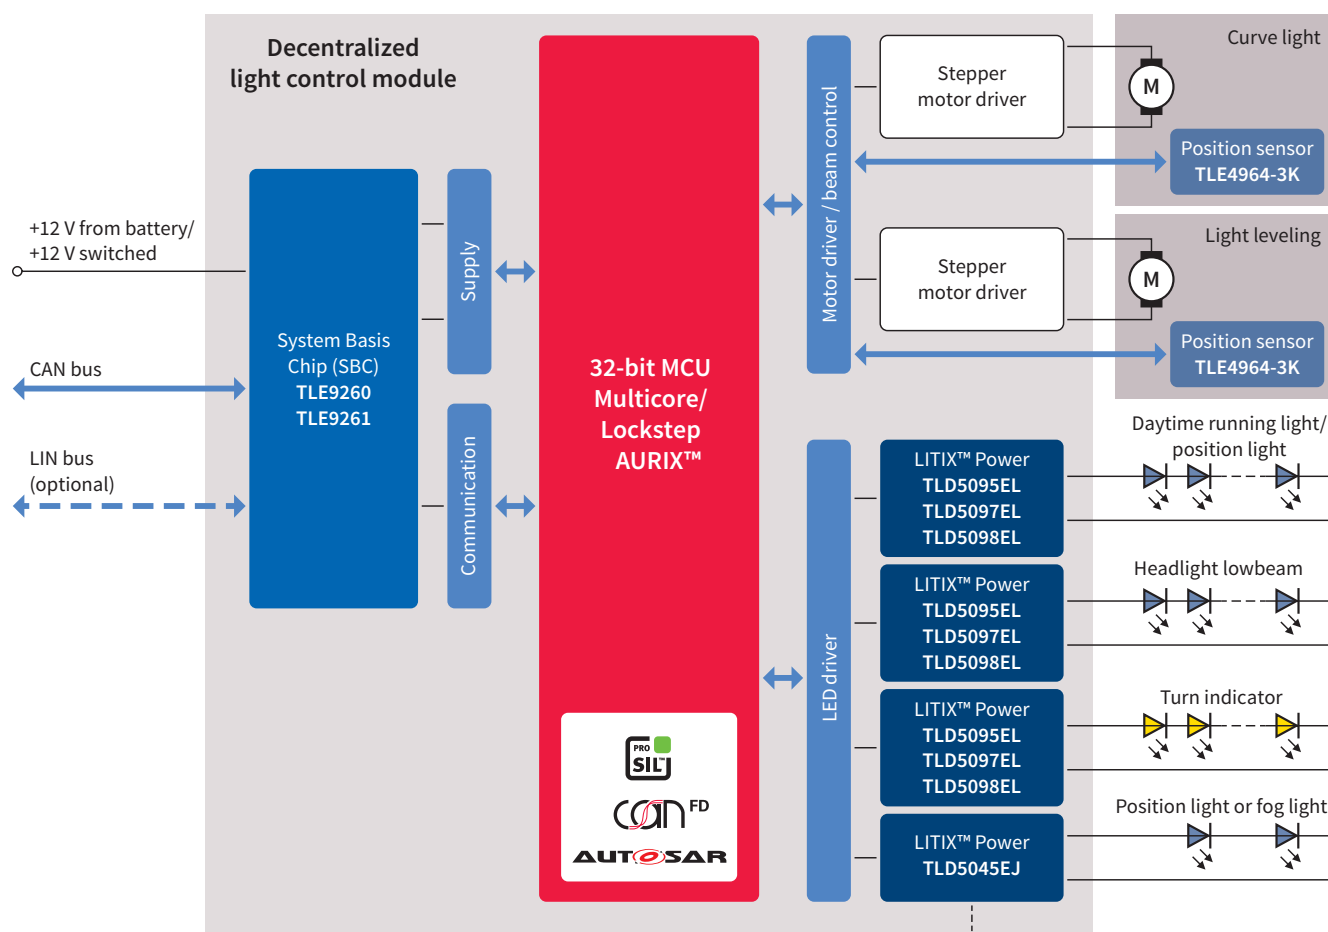 Decentralized
light control module
+12 V from battery/
+12 V switched
CAN bus
LIN bus
(optional)
System Basis
Chip (SBC)
TLE9260
TLE9261
Supply
Communication
32-bit MCU
Multicore/
Lockstep
AURIX™
PRO
SIL™
CAN FD
AUTOSAR
Motor driver / beam control
LED driver
Stepper
motor driver
Curve light
M
Position sensor
TLE4964-3K
Stepper
motor driver
Light leveling
M
Position sensor
TLE4964-3K
LITIX™ Power
TLD5095EL
TLD5097EL
TLD5098EL
Daytime running light/
position light
LITIX™ Power
TLD5095EL
TLD5097EL
TLD5098EL
Headlight lowbeam
LITIX™ Power
TLD5095EL
TLD5097EL
TLD5098EL
Turn indicator
LITIX™ Power
TLD5045EJ
Position light or fog light